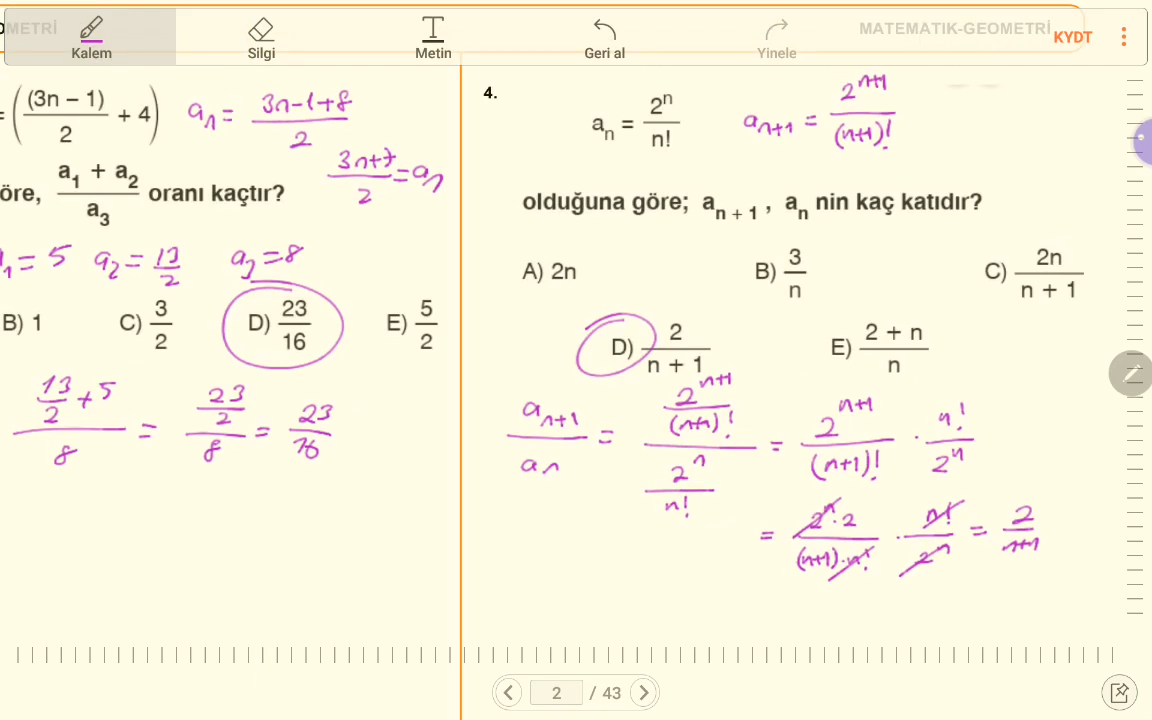 METRİ
MATEMATIK-GEOMETRİ
KYDT
Kalem
Silgi
Metin
Geri al
Yinele
= ((3n – 1)/2 + 4)
aₙ = (3n-1+8)/2
(3n+7)/2 = aₙ
öre, (a₁ + a₂)/a₃ oranı kaçtır?
₁ = 5 a₂ = 13/2 a₃ = 8
B) 1 C) 3/2 D) 23/16 E) 5/2
(13/2 + 5)/8 = (23/2)/8 = 23/16
4.
aₙ = 2ⁿ/n!
aₙ₊₁ = 2ⁿ⁺¹/(n+1)!
olduğuna göre; aₙ₊₁ , aₙ nin kaç katıdır?
A) 2n B) 3/n C) 2n/(n + 1)
D) 2/(n + 1) E) (2 + n)/n
aₙ₊₁/aₙ = (2ⁿ⁺¹/(n+1)!)/(2ⁿ/n!) = 2ⁿ⁺¹/(n+1)! · n!/2ⁿ
= (2ⁿ·2)/((n+1)·n!) · n!/2ⁿ = 2/(n+1)
2 / 43